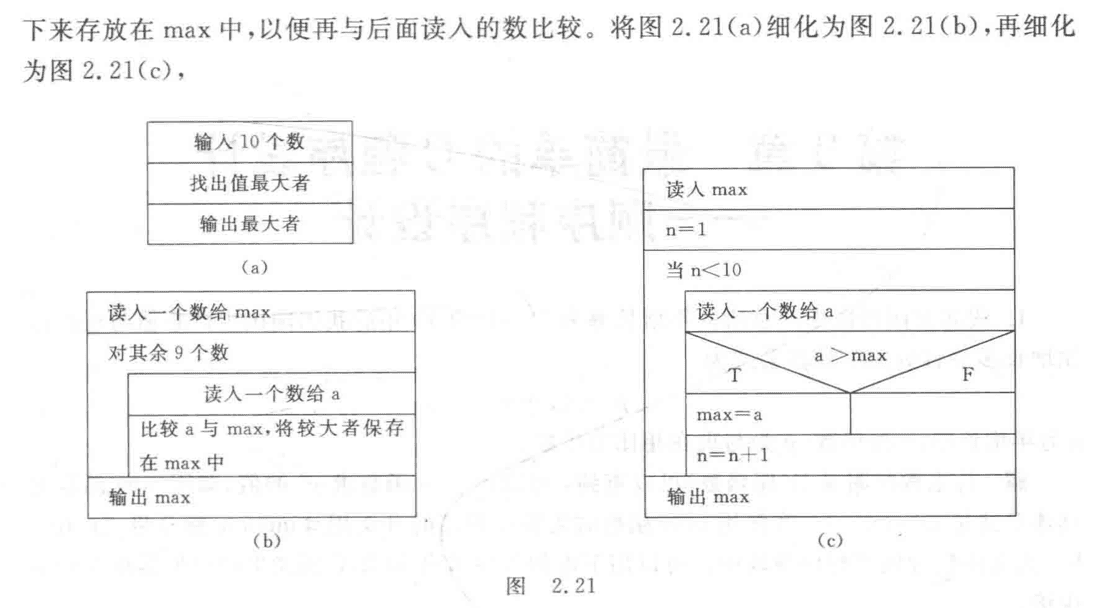 下来存放在 max 中,以便再与后面读入的数比较。将图 2.21(a)细化为图 2.21(b),再细化
为图 2.21(c),
输入 10 个数
找出值最大者
输出最大者
(a)
读入一个数给 max
对其余 9 个数
读入一个数给 a
比较 a 与 max,将较大者保存
在 max 中
输出 max
(b)
读入 max
n=1
当 n<10
读入一个数给 a
a >max
T
F
max=a
n=n+1
输出 max
(c)
图 2.21